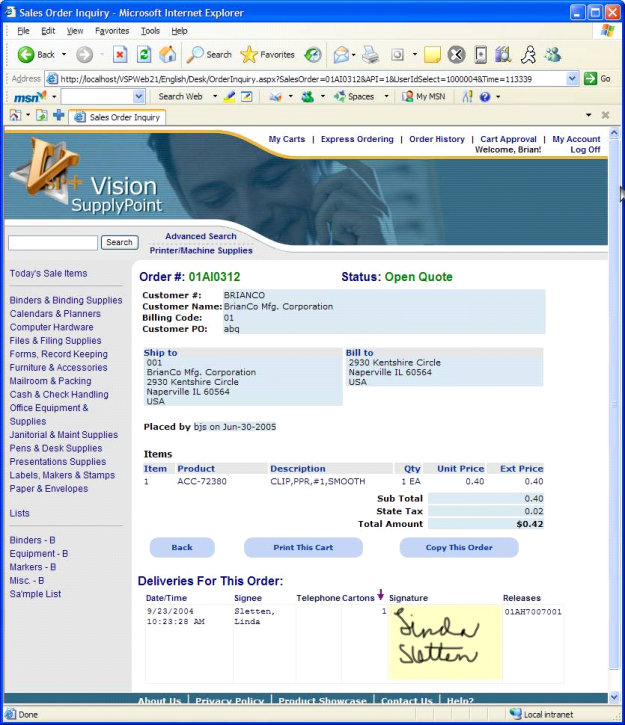 Sales Order Inquiry - Microsoft Internet Explorer
File Edit View Favorites Tools Help
Back Search Favorites
Address http://localhost/VSPWeb21/English/Desk/OrderInquiry.aspx?SalesOrder=01AI0312&API=1&UserIdSelect=1000004&Time=113339 Go
msn Search Web Spaces My MSN
Sales Order Inquiry
My Carts | Express Ordering | Order History | Cart Approval | My Account
Welcome, Brian! Log Off
Vision
SupplyPoint
Search
Advanced Search
Printer/Machine Supplies
Today's Sale Items
Binders & Binding Supplies
Calendars & Planners
Computer Hardware
Files & Filing Supplies
Forms, Record Keeping
Furniture & Accessories
Mailroom & Packing
Cash & Check Handling
Office Equipment &
Supplies
Janitorial & Maint Supplies
Pens & Desk Supplies
Presentations Supplies
Labels, Makers & Stamps
Paper & Envelopes
Lists
Binders - B
Equipment - B
Markers - B
Misc. - B
Sa'mple List
Order #: 01AI0312 Status: Open Quote
Customer #: BRIANCO
Customer Name: BrianCo Mfg. Corporation
Billing Code: 01
Customer PO: abq
Ship to
001
BrianCo Mfg. Corporation
2930 Kentshire Circle
Naperville IL 60564
USA
Bill to
2930 Kentshire Circle
Naperville IL 60564
USA
Placed by bjs on Jun-30-2005
Items
Item Product Description Qty Unit Price Ext Price
1 ACC-72380 CLIP,PPR,#1,SMOOTH 1 EA 0.40 0.40
Sub Total 0.40
State Tax 0.02
Total Amount $0.42
Back Print This Cart Copy This Order
Deliveries For This Order:
Date/Time Signee Telephone Cartons Signature Releases
9/23/2004 Sletten, 1 01AH7007001
10:23:28 AM Linda
Linda
Sletten
About Us | Privacy Policy | Product Showcase | Contact Us | Help?
Done Local intranet